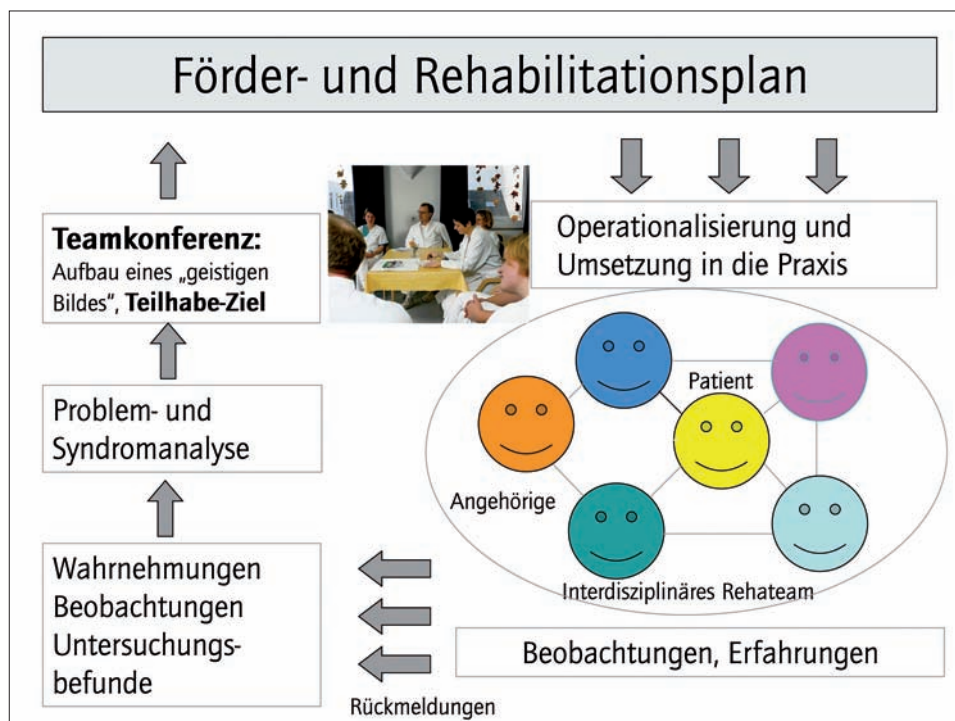 Förder- und Rehabilitationsplan
Teamkonferenz:
Aufbau eines „geistigen
Bildes“, Teilhabe-Ziel
Operationalisierung und
Umsetzung in die Praxis
Problem- und
Syndromanalyse
Patient
Angehörige
Interdisziplinäres Rehateam
Wahrnehmungen
Beobachtungen
Untersuchungs-
befunde
Beobachtungen, Erfahrungen
Rückmeldungen